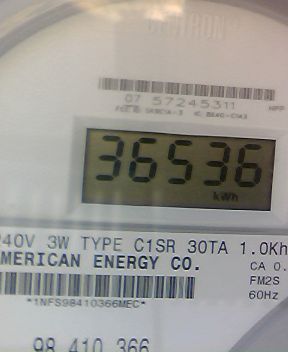 07 57245311
36536
kWh
240V 3W TYPE C1SR 30TA 1.0Kh
AMERICAN ENERGY CO.
CA 0.
FM2S
60Hz
*1NFS98410366MEC*
98 410 366